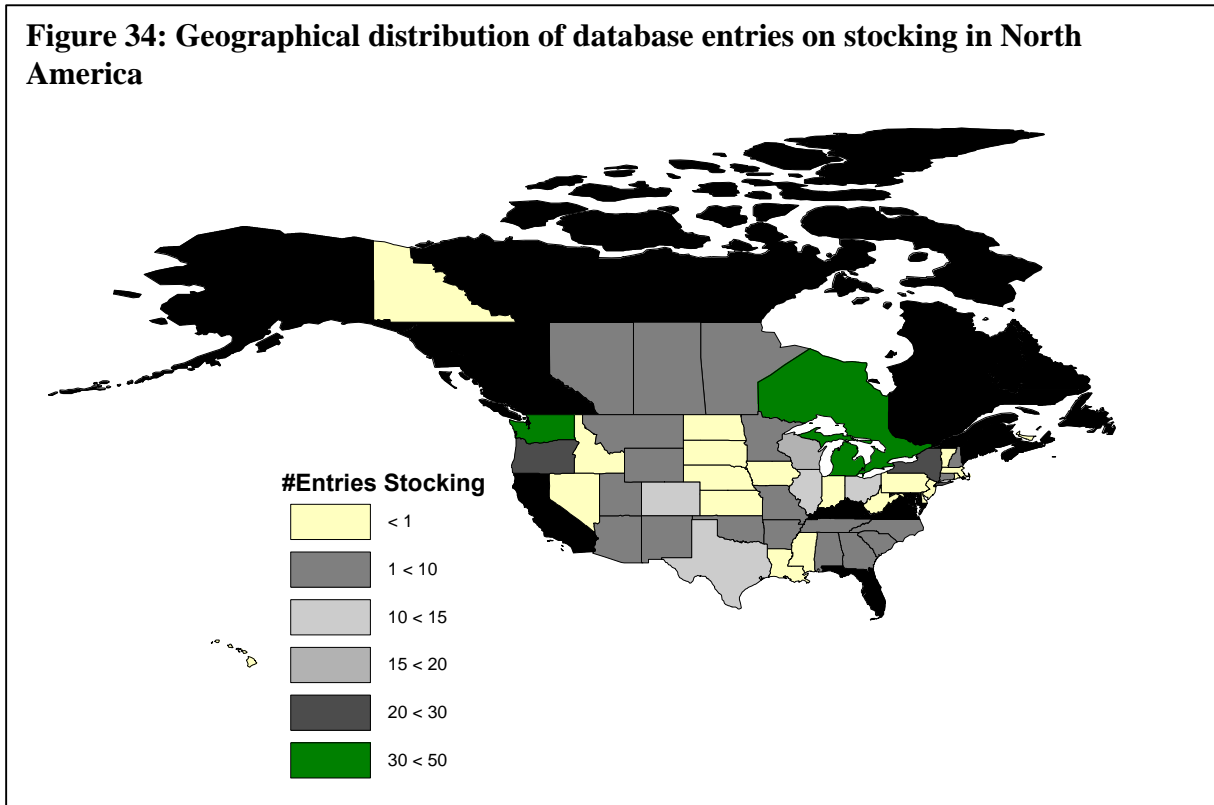 Figure 34: Geographical distribution of database entries on stocking in North
America
#Entries Stocking
< 1
1 < 10
10 < 15
15 < 20
20 < 30
30 < 50